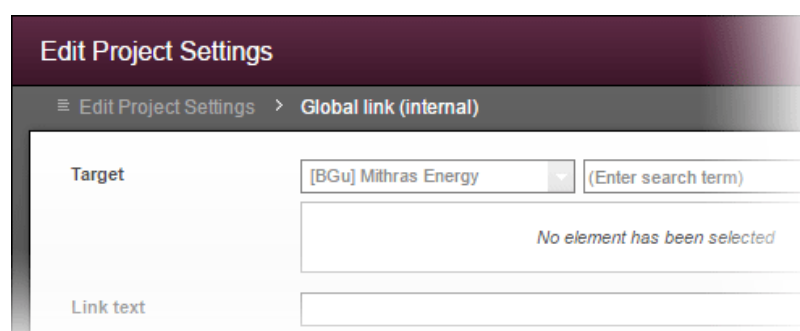 Edit Project Settings
Edit Project Settings > Global link (internal)
Target [BGu] Mithras Energy (Enter search term)
No element has been selected
Link text